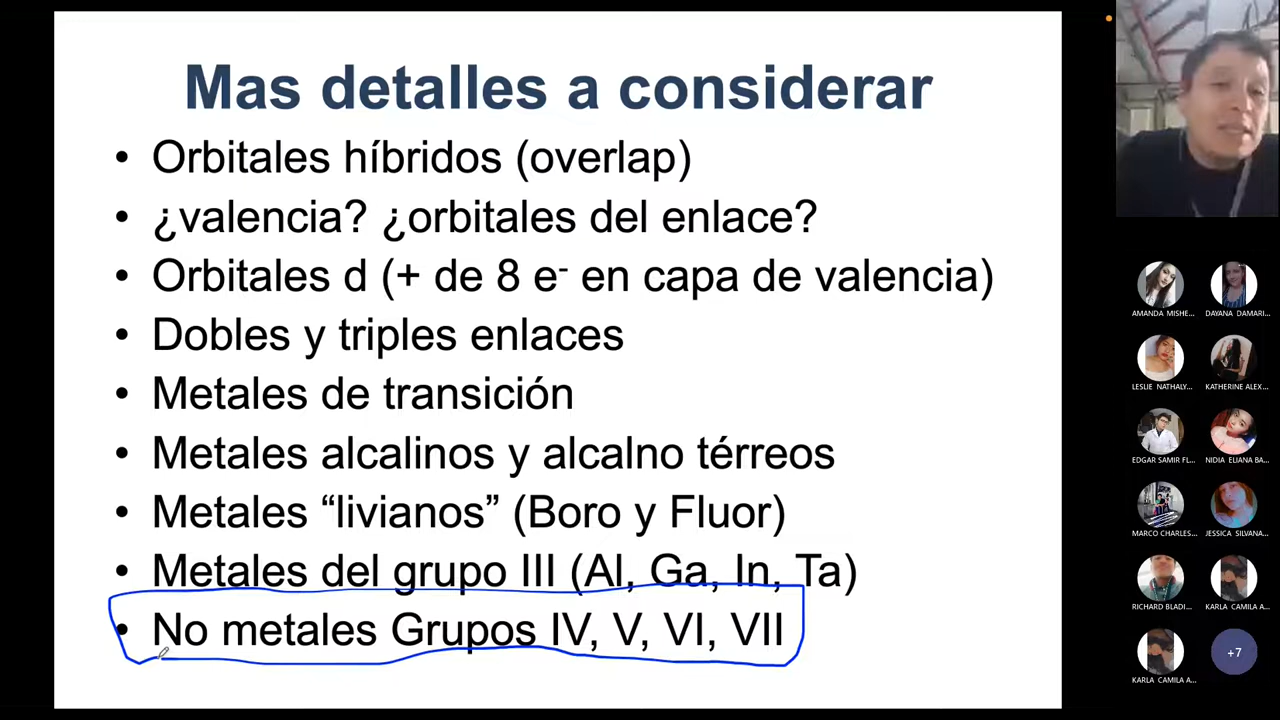 Mas detalles a considerar
• Orbitales híbridos (overlap)
• ¿valencia? ¿orbitales del enlace?
• Orbitales d (+ de 8 e- en capa de valencia)
• Dobles y triples enlaces
• Metales de transición
• Metales alcalinos y alcalno térreos
• Metales “livianos” (Boro y Fluor)
• Metales del grupo III (Al, Ga, In, Ta)
• No metales Grupos IV, V, VI, VII
AMANDA MISHE...
DAYANA DAMARI...
LESLIE NATHALY...
KATHERINE ALEX...
EDGAR SAMIR FL...
NIDIA ELIANA BA...
MARCO CHARLES...
JESSICA SILVANA...
RICHARD BLADI...
KARLA CAMILA A...
KARLA CAMILA A...
+7